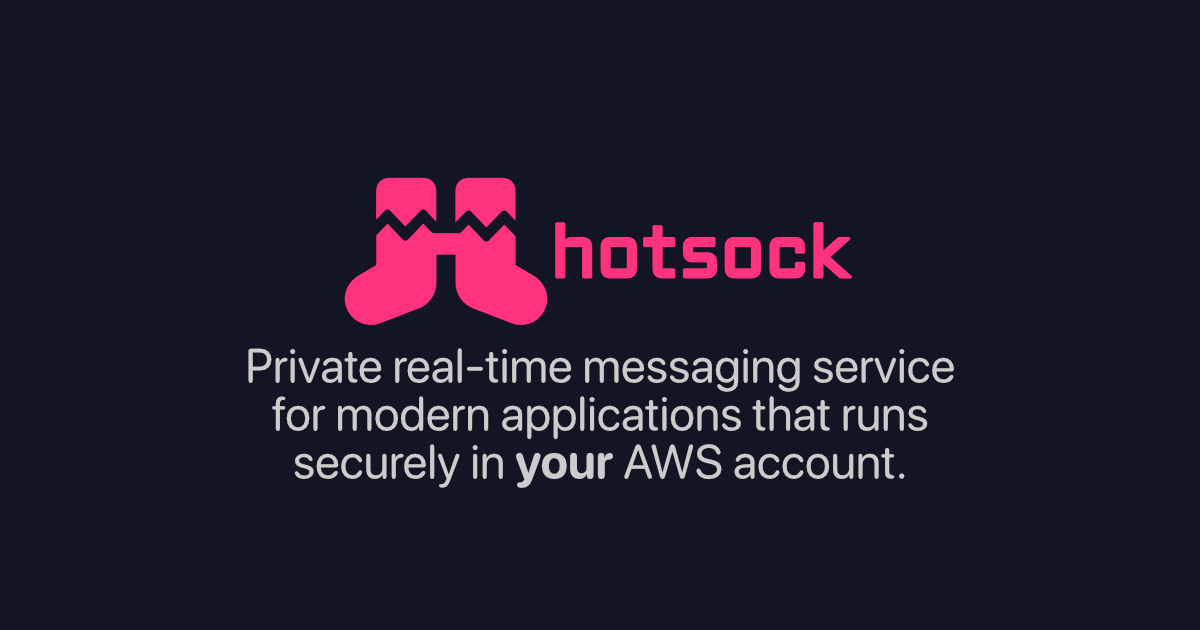 hotsock
Private real-time messaging service
for modern applications that runs
securely in your AWS account.